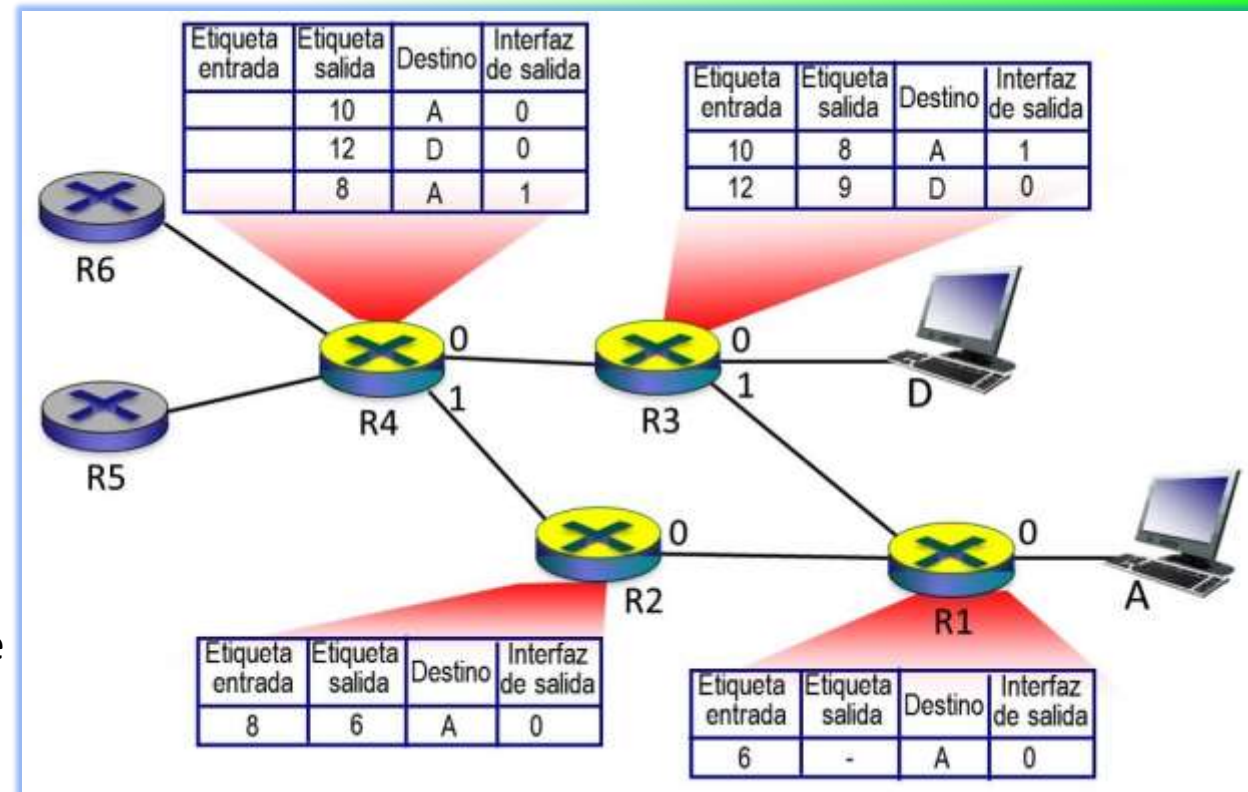 Etiqueta entrada Etiqueta salida Destino Interfaz de salida
10 A 0
12 D 0
8 A 1
Etiqueta entrada Etiqueta salida Destino Interfaz de salida
10 8 A 1
12 9 D 0
R6
0
0
R4
1
R3
1
D
R5
0
0
R2
R1
A
e
Etiqueta entrada Etiqueta salida Destino Interfaz de salida
8 6 A 0
Etiqueta entrada Etiqueta salida Destino Interfaz de salida
6 - A 0